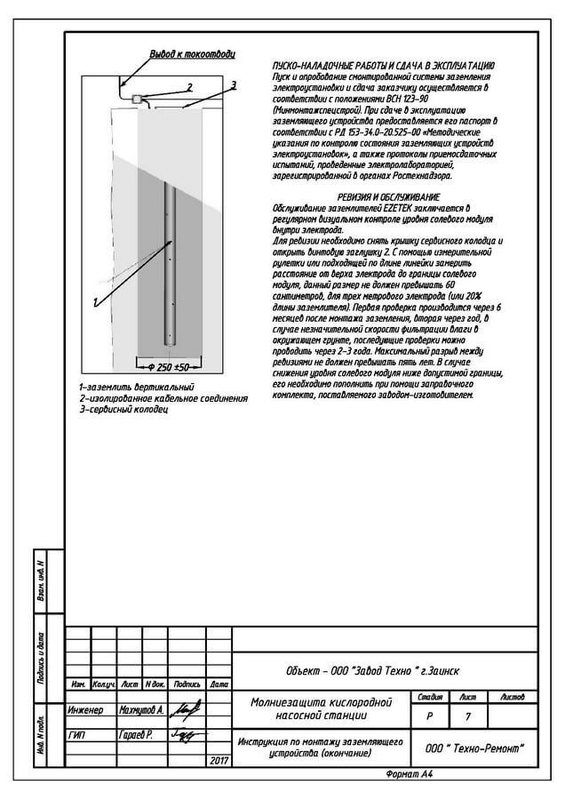 Вывод к токоотводу
2
3
1
Ф 250 ±50
1-заземлить вертикальный
2-изолированное кабельное соединения
3-сервисный колодец
ПУСКО-НАЛАДОЧНЫЕ РАБОТЫ И СДАЧА В ЭКСПЛУАТАЦИЮ
Пуск и опробование смонтированной системы заземления
электроустановки и сдача заказчику осуществляется в
соответствии с положениями ВСН 123-90
(Минмонтажспецстрой). При сдаче в эксплуатацию
заземляющего устройства предоставляется его паспорт в
соответствии с РД 153-34.0-20.525-00 «Методические
указания по контролю состояния заземляющих устройств
электроустановок», а также протоколы приемосдаточных
испытаний, проведенные электролабораторией,
зарегистрированной в органах Ростехнадзора.
РЕВИЗИЯ И ОБСЛУЖИВАНИЕ
Обслуживание заземлителей EZETEK заключается в
регулярном визуальном контроле уровня солевого модуля
внутри электрода.
Для ревизии необходимо снять крышку сервисного колодца и
открыть винтовую заглушку 2. С помощью измерительной
рулетки или подходящей по длине линейки замерить
расстояние от верха электрода до границы солевого
модуля, данный размер не должен превышать 60
сантиметров, для трех метрового электрода (или 20%
длины заземлителя). Первая проверка производится через 6
месяцев после монтажа заземления, вторая через год, в
случае незначительной скорости фильтрации влаги в
окружающем грунте, последующие проверки можно
проводить через 2-3 года. Максимальный разрыв между
ревизиями не должен превышать пять лет. В случае
снижения уровня солевого модуля ниже допустимой границы,
его необходимо пополнить при помощи заправочного
комплекта, поставляемого заводом-изготовителем.
Взам. инв. N
Подпись и дата
Инв. N подл.
Изм. Колуч. Лист N док. Подпись Дата
Инженер Махмутов А.
ГИП Гараев Р.
2017
Объект - ООО "Завод Техно " г.Заинск
Молниезащита кислородной
насосной станции
Стадия Лист Листов
Р 7
Инструкция по монтажу заземляющего
устройства (окончание)
ООО " Техно-Ремонт"
Формат А4